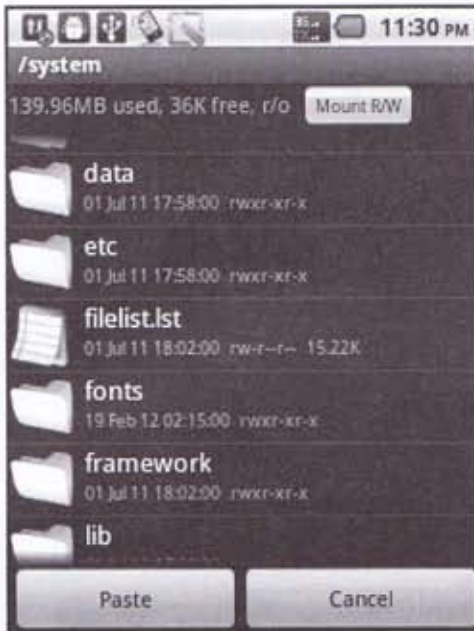 11:30 PM
/system
139.96MB used, 36K free, r/o Mount R/W
data
01 Jul 11 17:58:00 rwxr-xr-x
etc
01 Jul 11 17:58:00 rwxr-xr-x
filelist.lst
01 Jul 11 18:02:00 rw-r--r-- 15.22K
fonts
19 Feb 12 02:15:00 rwxr-xr-x
framework
01 Jul 11 18:02:00 rwxr-xr-x
lib
Paste Cancel